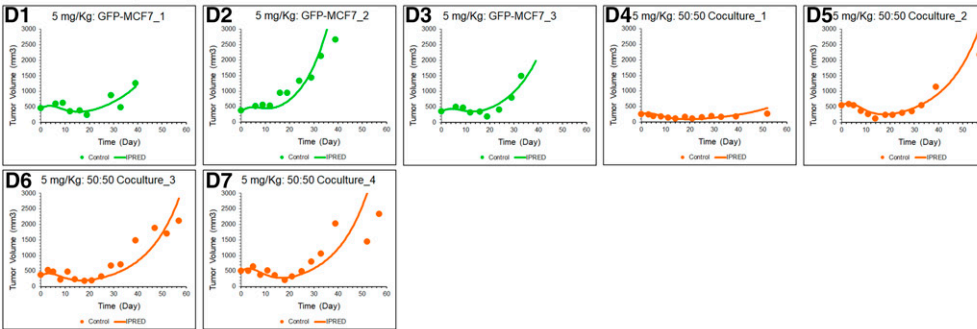 D1 5 mg/Kg: GFP-MCF7_1
D2 5 mg/Kg: GFP-MCF7_2
D3 5 mg/Kg: GFP-MCF7_3
D4 5 mg/Kg: 50:50 Coculture_1
D5 5 mg/Kg: 50:50 Coculture_2
Tumor Volume (mm3)
3000
2500
2000
1500
1000
500
0
0 10 20 30 40 50 60
Time (Day)
Control IPRED
Tumor Volume (mm3)
3000
2500
2000
1500
1000
500
0
0 10 20 30 40 50 60
Time (Day)
Control IPRED
Tumor Volume (mm3)
3000
2500
2000
1500
1000
500
0
0 10 20 30 40 50 60
Time (Day)
Control IPRED
Tumor Volume (mm3)
3000
2500
2000
1500
1000
500
0
0 10 20 30 40 50 60
Time (Day)
Control IPRED
Tumor Volume (mm3)
3000
2500
2000
1500
1000
500
0
0 10 20 30 40 50 60
Time (Day)
Control IPRED
D6 5 mg/Kg: 50:50 Coculture_3
D7 5 mg/Kg: 50:50 Coculture_4
Tumor Volume (mm3)
3000
2500
2000
1500
1000
500
0
0 10 20 30 40 50 60
Time (Day)
Control IPRED
Tumor Volume (mm3)
3000
2500
2000
1500
1000
500
0
0 10 20 30 40 50 60
Time (Day)
Control IPRED